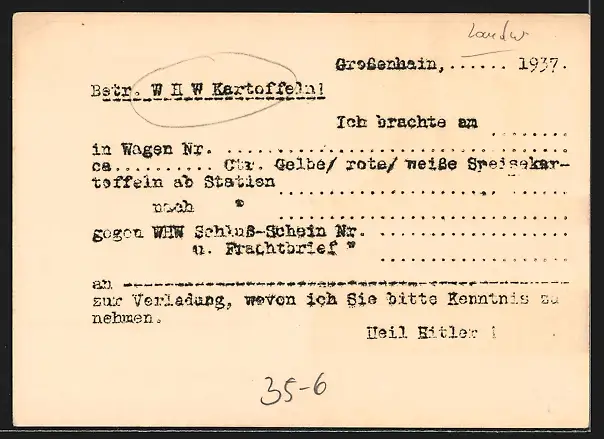 Landw
Großenhain,...... 1937.
Betr. W H W Kartoffeln!
Ich brachte an ........
in Wagen Nr. ........................................
ca........... Ctr. Gelbe/ rote/ weiße Speisekar-
toffeln ab Station ..................................
nach " ..................................
gegen WHW Schluß-Schein Nr. ........................
u. Frachtbrief " ......................
an ----------------------------------------
zur Verladung, wovon ich Sie bitte Kenntnis zu
nehmen.
Heil Hitler !
35-6